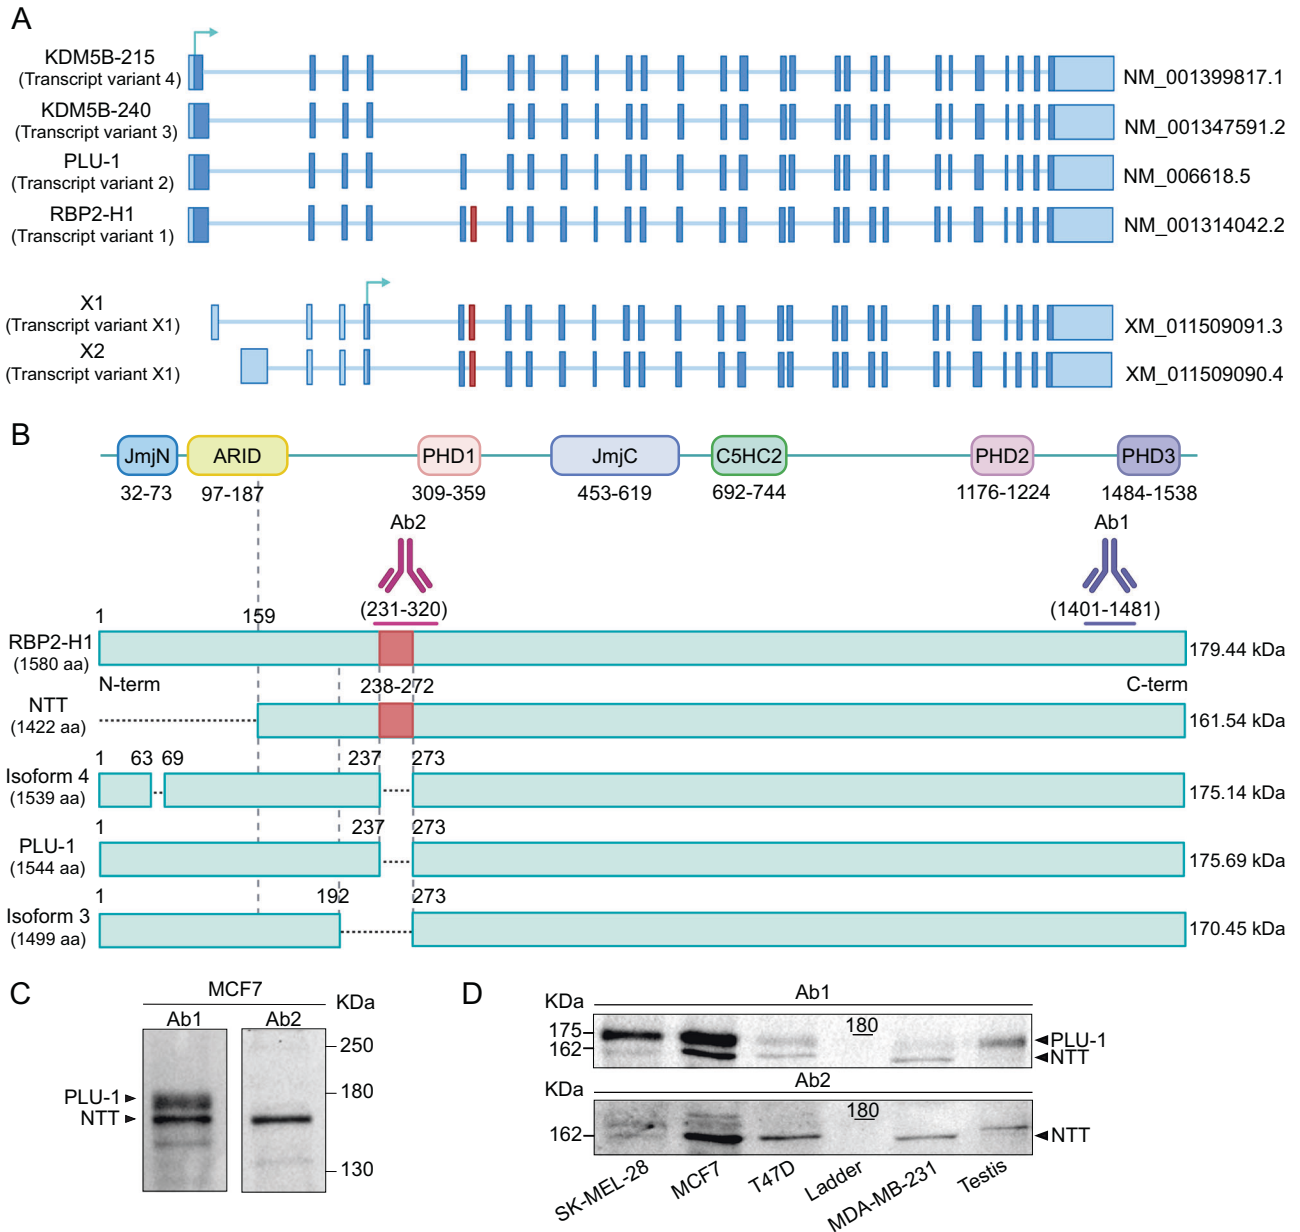 A
KDM5B-215
(Transcript variant 4)
NM_001399817.1
KDM5B-240
(Transcript variant 3)
NM_001347591.2
PLU-1
(Transcript variant 2)
NM_006618.5
RBP2-H1
(Transcript variant 1)
NM_001314042.2
X1
(Transcript variant X1)
XM_011509091.3
X2
(Transcript variant X1)
XM_011509090.4
B
JmjN ARID PHD1 JmjC C5HC2 PHD2 PHD3
32-73 97-187 309-359 453-619 692-744 1176-1224 1484-1538
Ab2 Ab1
(231-320) (1401-1481)
1 159
RBP2-H1
(1580 aa)
179.44 kDa
N-term 238-272 C-term
NTT
(1422 aa)
161.54 kDa
1 63 69 237 273
Isoform 4
(1539 aa)
175.14 kDa
1 237 273
PLU-1
(1544 aa)
175.69 kDa
1 192 273
Isoform 3
(1499 aa)
170.45 kDa
C
MCF7
KDa
Ab1 Ab2
250
180
130
PLU-1
NTT
D
Ab1
KDa
175
162
180
PLU-1
NTT
Ab2
KDa
180
162
NTT
SK-MEL-28 MCF7 T47D Ladder MDA-MB-231 Testis